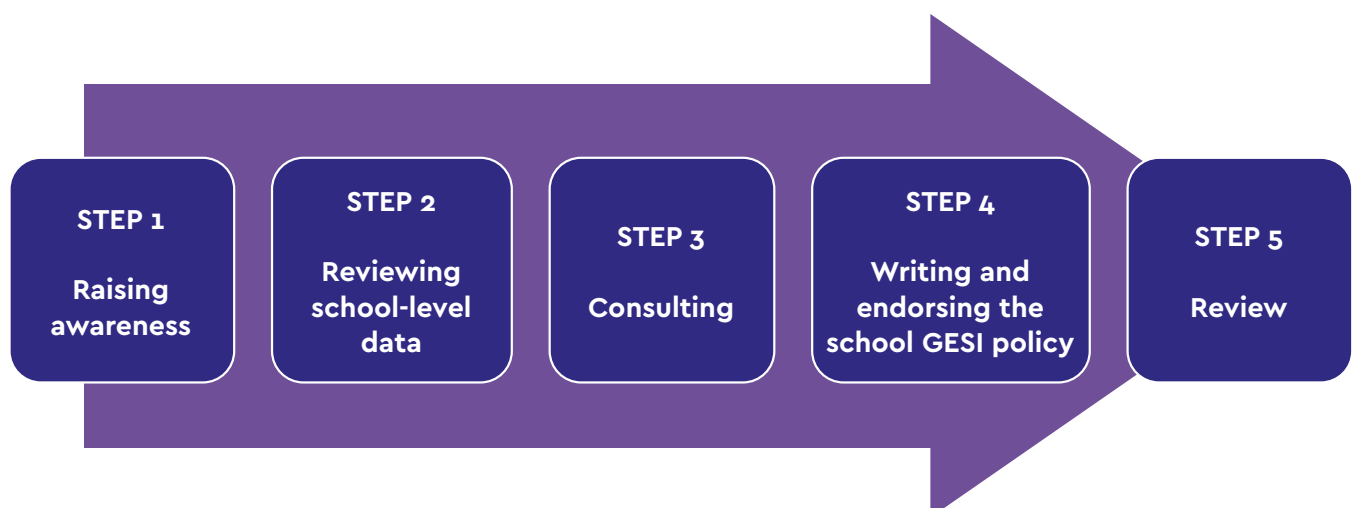 STEP 1
Raising
awareness
STEP 2
Reviewing
school-level
data
STEP 3
Consulting
STEP 4
Writing and
endorsing the
school GESI policy
STEP 5
Review